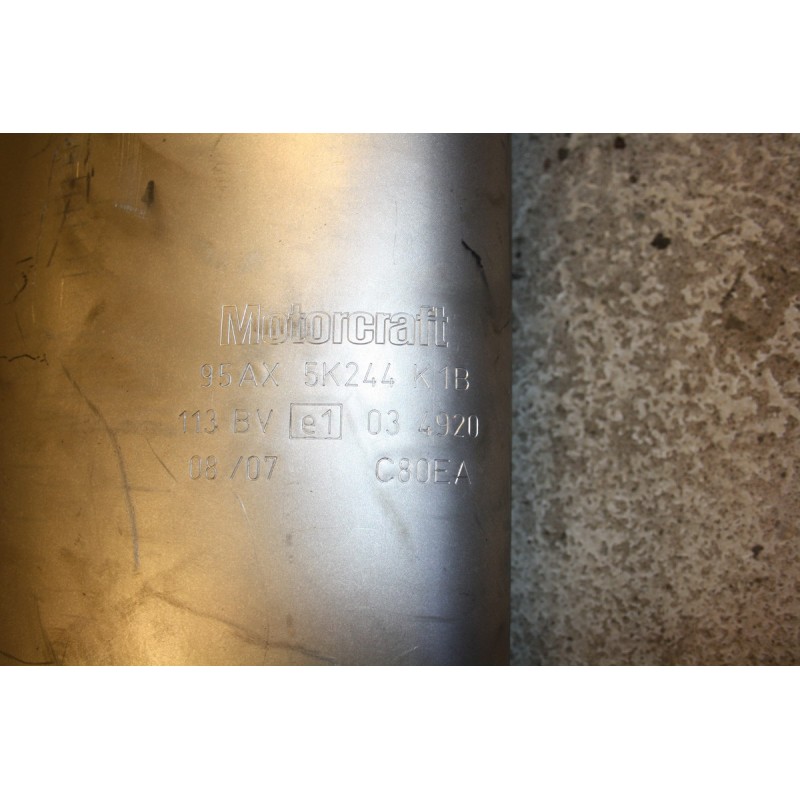 Motorcraft
95AX 5K244 K1B
113 BV e1 03 4920
08/07 C80EA